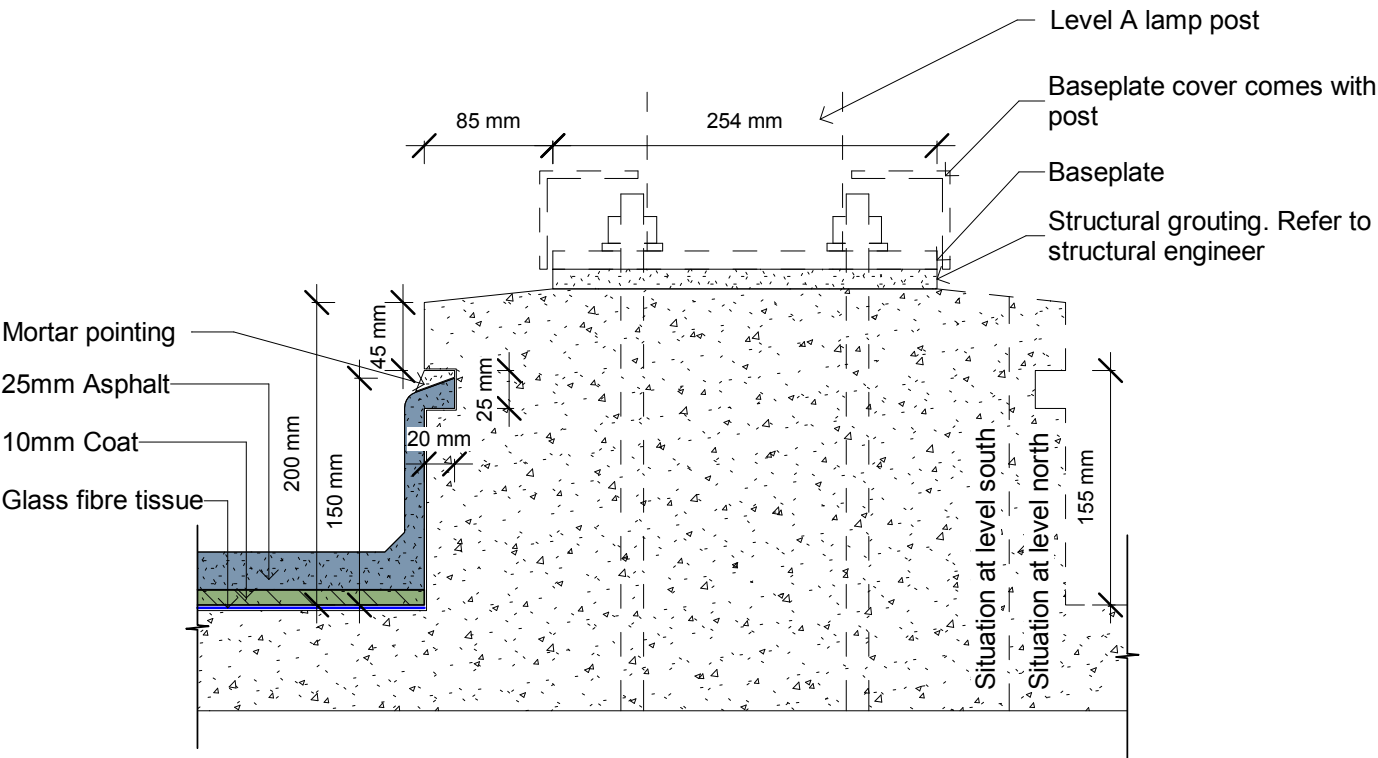 Level A lamp post
Baseplate cover comes with
post
85 mm
254 mm
Baseplate
Structural grouting. Refer to
structural engineer
Mortar pointing
45 mm
25mm Asphalt
25 mm
10mm Coat
20 mm
200 mm
150 mm
Glass fibre tissue
Situation at level south
Situation at level north
155 mm